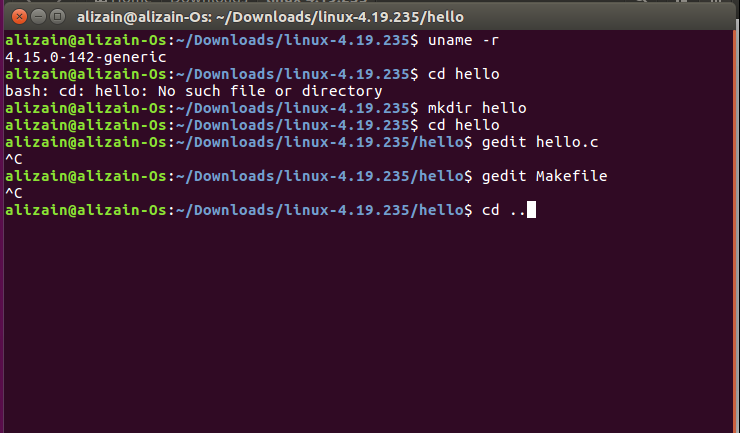 alizain@alizain-Os: ~/Downloads/linux-4.19.235/hello
alizain@alizain-Os:~/Downloads/linux-4.19.235$ uname -r
4.15.0-142-generic
alizain@alizain-Os:~/Downloads/linux-4.19.235$ cd hello
bash: cd: hello: No such file or directory
alizain@alizain-Os:~/Downloads/linux-4.19.235$ mkdir hello
alizain@alizain-Os:~/Downloads/linux-4.19.235$ cd hello
alizain@alizain-Os:~/Downloads/linux-4.19.235/hello$ gedit hello.c
^C
alizain@alizain-Os:~/Downloads/linux-4.19.235/hello$ gedit Makefile
^C
alizain@alizain-Os:~/Downloads/linux-4.19.235/hello$ cd ..